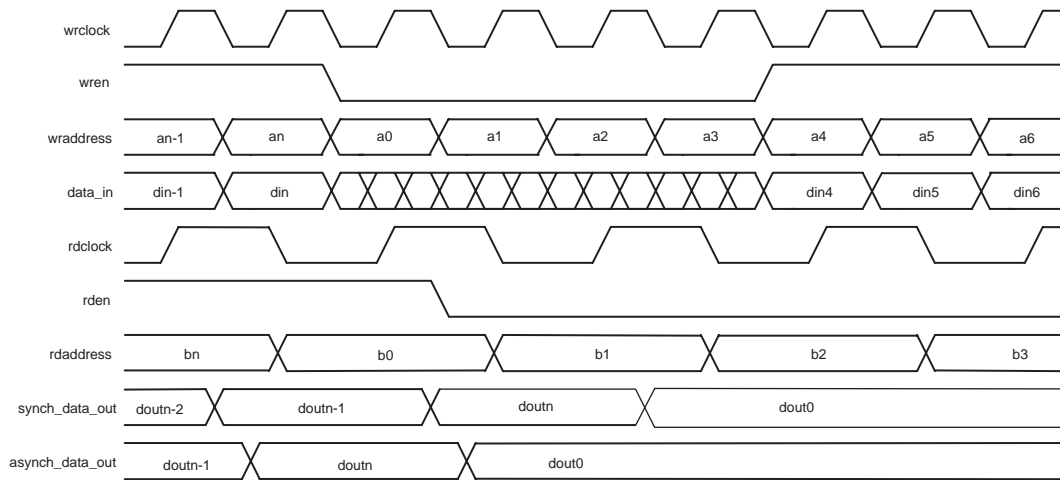 wrclock
wren
wraddress an-1 an a0 a1 a2 a3 a4 a5 a6
data_in din-1 din din4 din5 din6
rdclock
rden
rdaddress bn b0 b1 b2 b3
synch_data_out doutn-2 doutn-1 doutn dout0
asynch_data_out doutn-1 doutn dout0